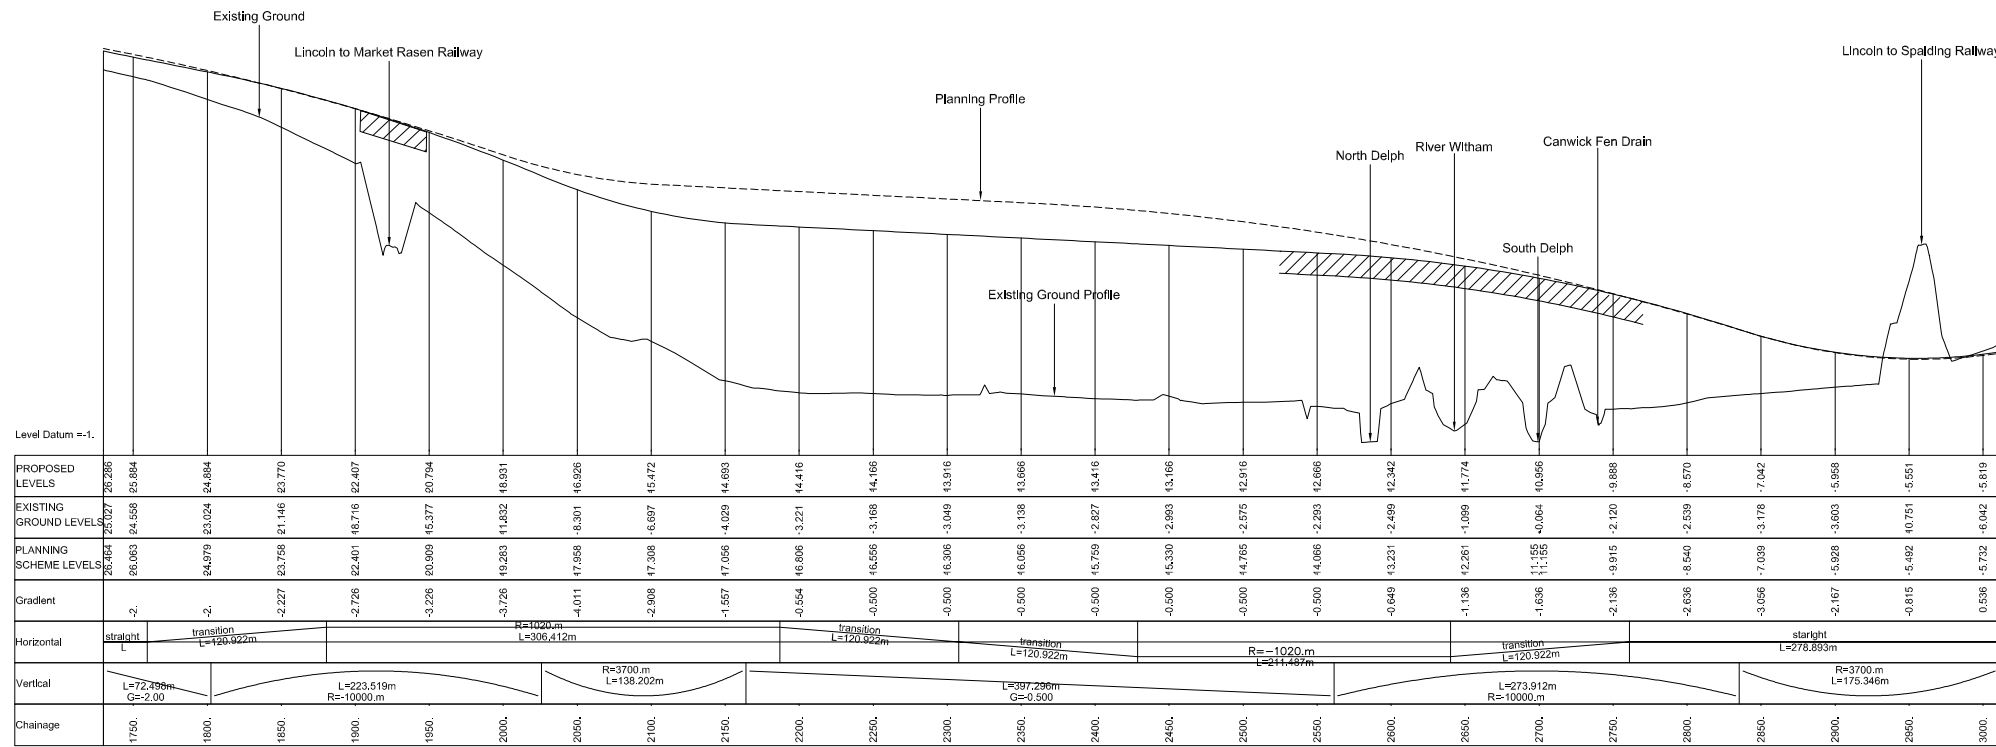 Existing Ground
Lincoln to Market Rasen Railway
Lincoln to Spalding Railway
Planning Profile
North Delph
River Witham
Canwick Fen Drain
South Delph
Existing Ground Profile
Level Datum =-1.
PROPOSED LEVELS
26.286 25.884 24.884 23.770 22.407 20.794 18.931 16.926 15.472 14.693 14.416 14.166 13.916 13.666 13.416 13.166 12.916 12.666 12.342 11.774 10.956 -9.888 -8.570 -7.042 -5.958 -5.551 -5.819
EXISTING GROUND LEVELS
25.027 24.558 23.024 21.146 18.716 15.377 11.832 -8.301 -6.697 -4.029 -3.221 -3.168 -3.049 -3.138 -2.827 -2.993 -2.575 -2.293 -2.499 -1.099 -0.064 -2.120 -2.539 -3.178 -3.603 10.751 -6.042
PLANNING SCHEME LEVELS
26.464 26.063 24.979 23.758 22.401 20.909 19.283 17.958 17.308 17.056 16.806 16.556 16.306 16.056 15.759 15.330 14.765 14.066 13.231 12.261 11.155 11.155 -9.915 -8.540 -7.039 -5.928 -5.492 -5.732
Gradient
-2. -2. -2.227 -2.726 -3.226 -3.726 -4.011 -2.908 -1.557 -0.554 -0.500 -0.500 -0.500 -0.500 -0.500 -0.500 -0.500 -0.649 -1.136 -1.636 -2.136 -2.636 -3.056 -2.167 -0.815 0.536
Horizontal
straight
L
transition
L=120.922m
R=1020.m
L=306.412m
transition
L=120.922m
transition
L=120.922m
R=-1020.m
L=211.487m
transition
L=120.922m
staright
L=278.893m
Vertical
L=72.498m
G=-2.00
L=223.519m
R=-10000.m
R=3700.m
L=138.202m
L=397.296m
G=-0.500
L=273.912m
R=-10000.m
R=3700.m
L=175.346m
Chainage
1750. 1800. 1850. 1900. 1950. 2000. 2050. 2100. 2150. 2200. 2250. 2300. 2350. 2400. 2450. 2500. 2550. 2600. 2650. 2700. 2750. 2800. 2850. 2900. 2950. 3000.